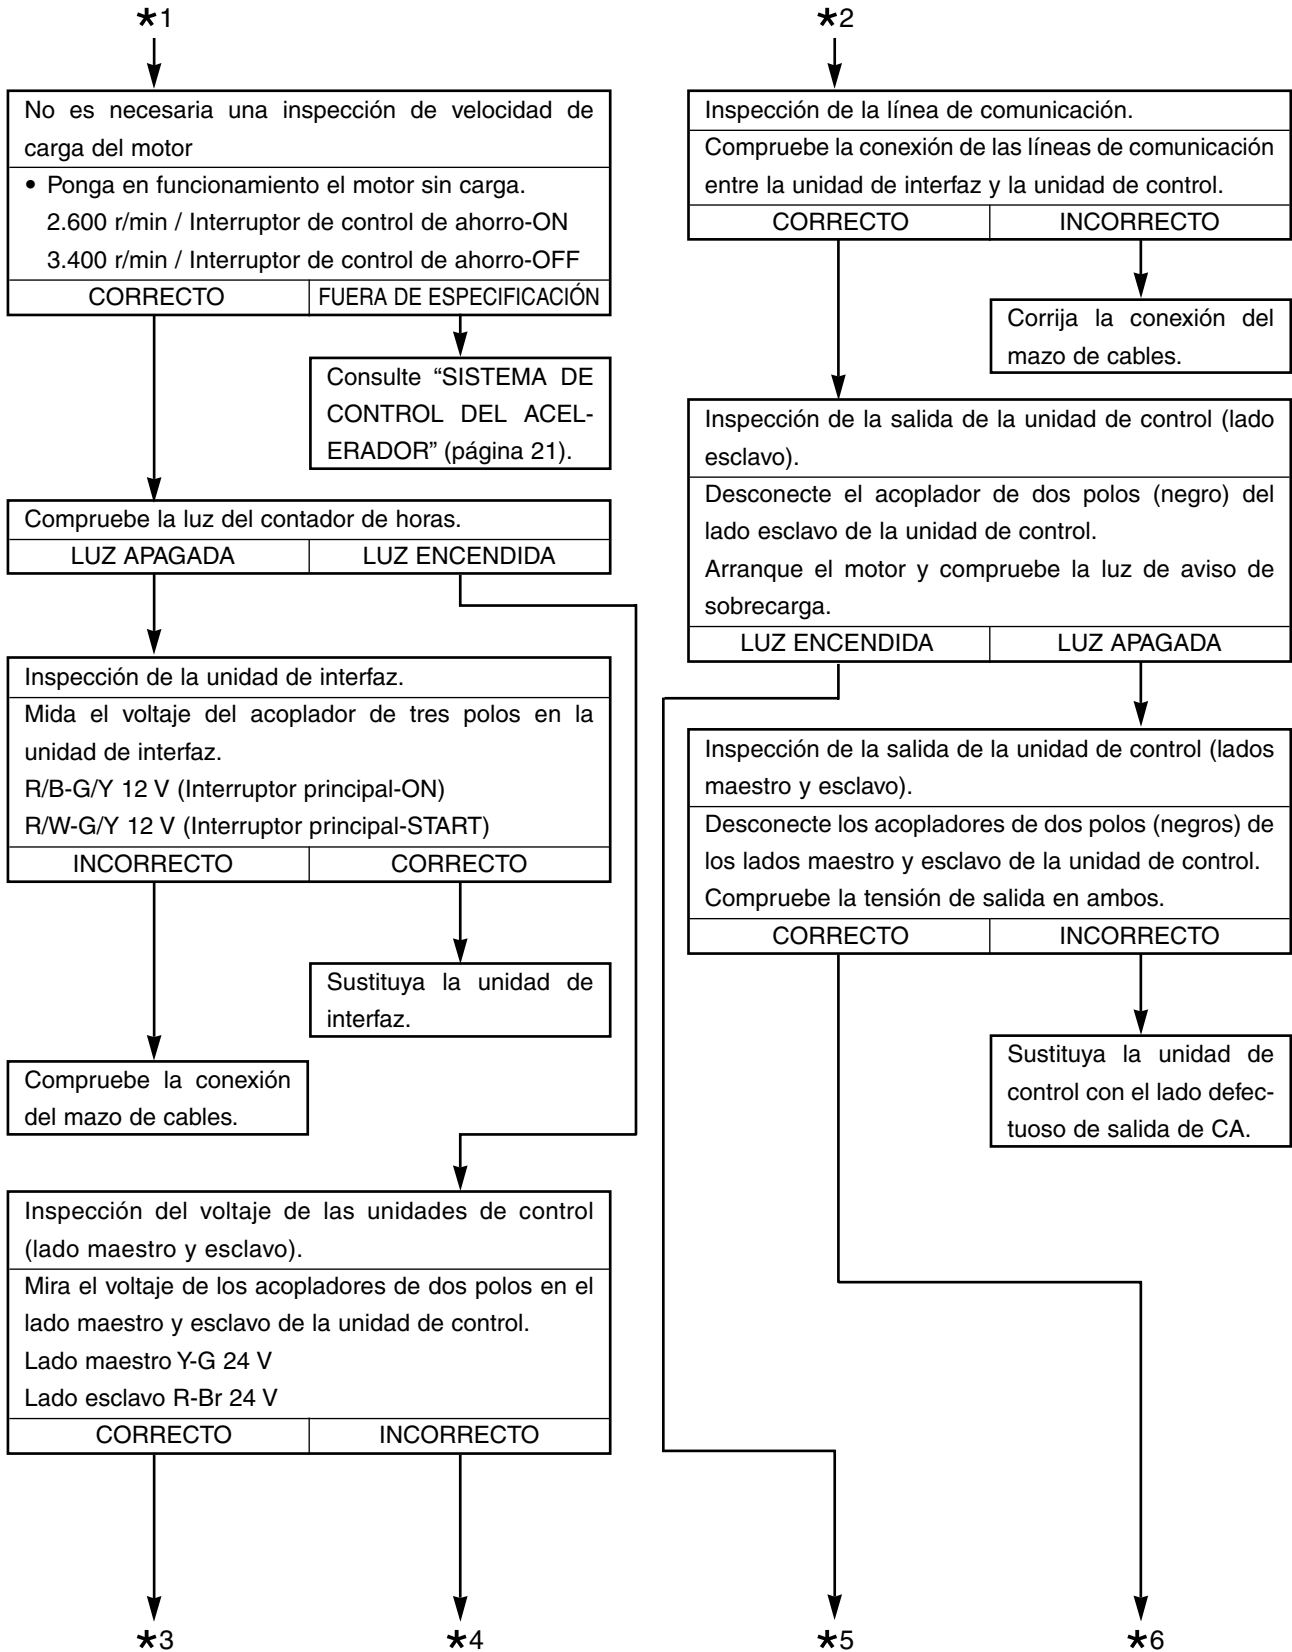 ★1
No es necesaria una inspección de velocidad de
carga del motor
• Ponga en funcionamiento el motor sin carga.
2.600 r/min / Interruptor de control de ahorro-ON
3.400 r/min / Interruptor de control de ahorro-OFF
CORRECTO
FUERA DE ESPECIFICACIÓN
Consulte “SISTEMA DE
CONTROL DEL ACEL-
ERADOR” (página 21).
Compruebe la luz del contador de horas.
LUZ APAGADA
LUZ ENCENDIDA
Inspección de la unidad de interfaz.
Mida el voltaje del acoplador de tres polos en la
unidad de interfaz.
R/B-G/Y 12 V (Interruptor principal-ON)
R/W-G/Y 12 V (Interruptor principal-START)
INCORRECTO
CORRECTO
Sustituya la unidad de
interfaz.
Compruebe la conexión
del mazo de cables.
Inspección del voltaje de las unidades de control
(lado maestro y esclavo).
Mira el voltaje de los acopladores de dos polos en el
lado maestro y esclavo de la unidad de control.
Lado maestro Y-G 24 V
Lado esclavo R-Br 24 V
CORRECTO
INCORRECTO
★3
★4
★2
Inspección de la línea de comunicación.
Compruebe la conexión de las líneas de comunicación
entre la unidad de interfaz y la unidad de control.
CORRECTO
INCORRECTO
Corrija la conexión del
mazo de cables.
Inspección de la salida de la unidad de control (lado
esclavo).
Desconecte el acoplador de dos polos (negro) del
lado esclavo de la unidad de control.
Arranque el motor y compruebe la luz de aviso de
sobrecarga.
LUZ ENCENDIDA
LUZ APAGADA
Inspección de la salida de la unidad de control (lados
maestro y esclavo).
Desconecte los acopladores de dos polos (negros) de
los lados maestro y esclavo de la unidad de control.
Compruebe la tensión de salida en ambos.
CORRECTO
INCORRECTO
Sustituya la unidad de
control con el lado defec-
tuoso de salida de CA.
★5
★6